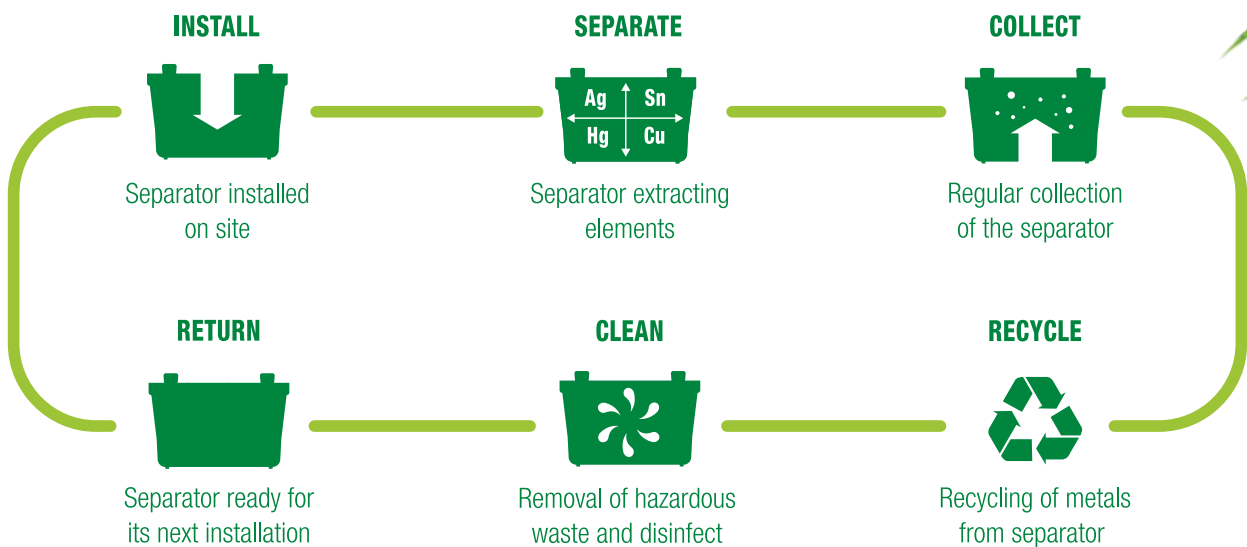 INSTALL
SEPARATE
COLLECT
Ag Sn
Hg Cu
Separator installed
on site
Separator extracting
elements
Regular collection
of the separator
RETURN
CLEAN
RECYCLE
Separator ready for
its next installation
Removal of hazardous
waste and disinfect
Recycling of metals
from separator